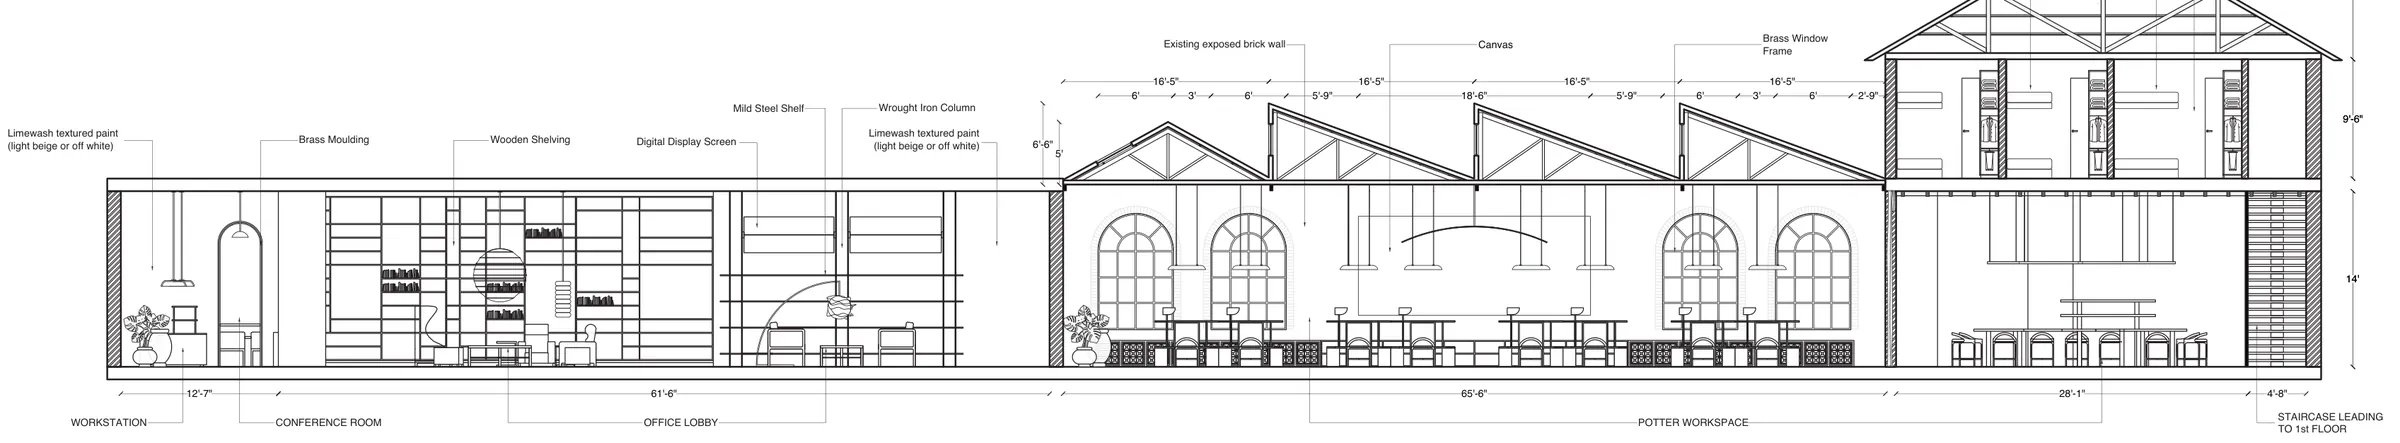 Brass Window
Frame
Existing exposed brick wall
Canvas
16'-5"
16'-5"
16'-5"
16'-5"
6'
3'
6'
5'-9"
18'-6"
5'-9"
6'
3'
6'
2'-9"
Mild Steel Shelf
Wrought Iron Column
Limewash textured paint
(light beige or off white)
Brass Moulding
Wooden Shelving
Digital Display Screen
Limewash textured paint
(light beige or off white)
6'-6"
5'
9'-6"
14'
12'-7"
61'-6"
65'-6"
28'-1"
4'-8"
WORKSTATION
CONFERENCE ROOM
OFFICE LOBBY
POTTER WORKSPACE
STAIRCASE LEADING
TO 1st FLOOR